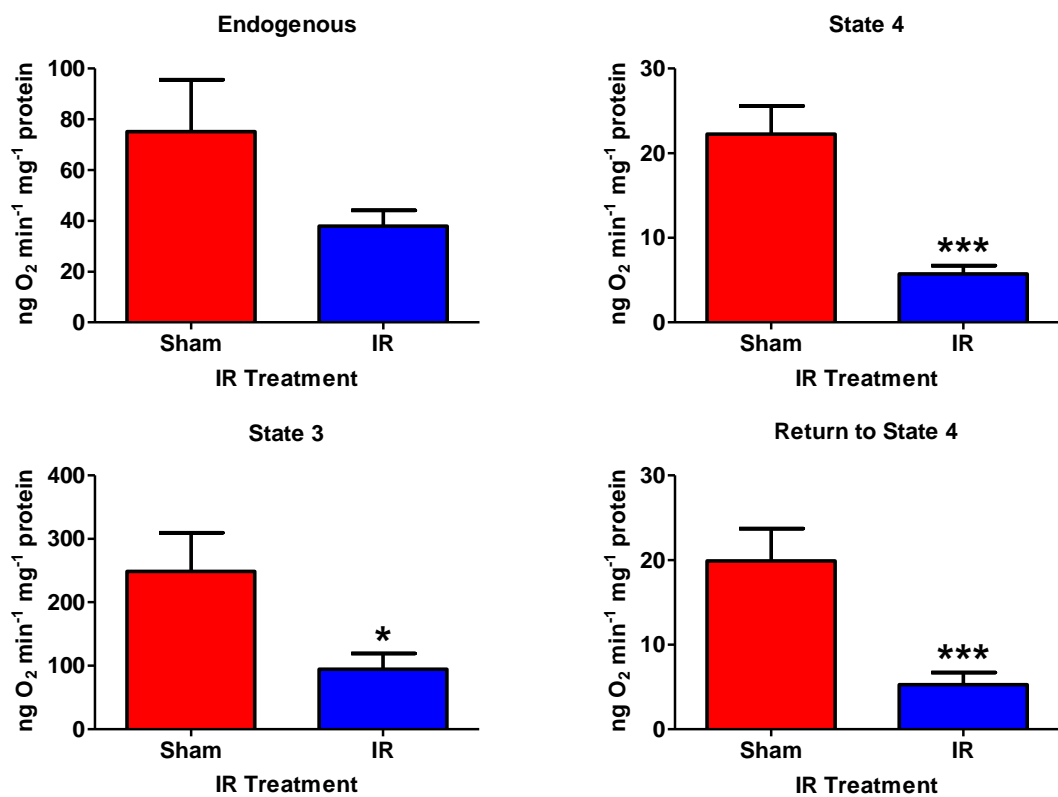 Endogenous
100
80
60
40
20
0
ng O₂ min⁻¹ mg⁻¹ protein
Sham IR
IR Treatment
State 4
30
20
10
0
ng O₂ min⁻¹ mg⁻¹ protein
***
Sham IR
IR Treatment
State 3
400
300
200
100
0
ng O₂ min⁻¹ mg⁻¹ protein
*
Sham IR
IR Treatment
Return to State 4
30
20
10
0
ng O₂ min⁻¹ mg⁻¹ protein
***
Sham IR
IR Treatment